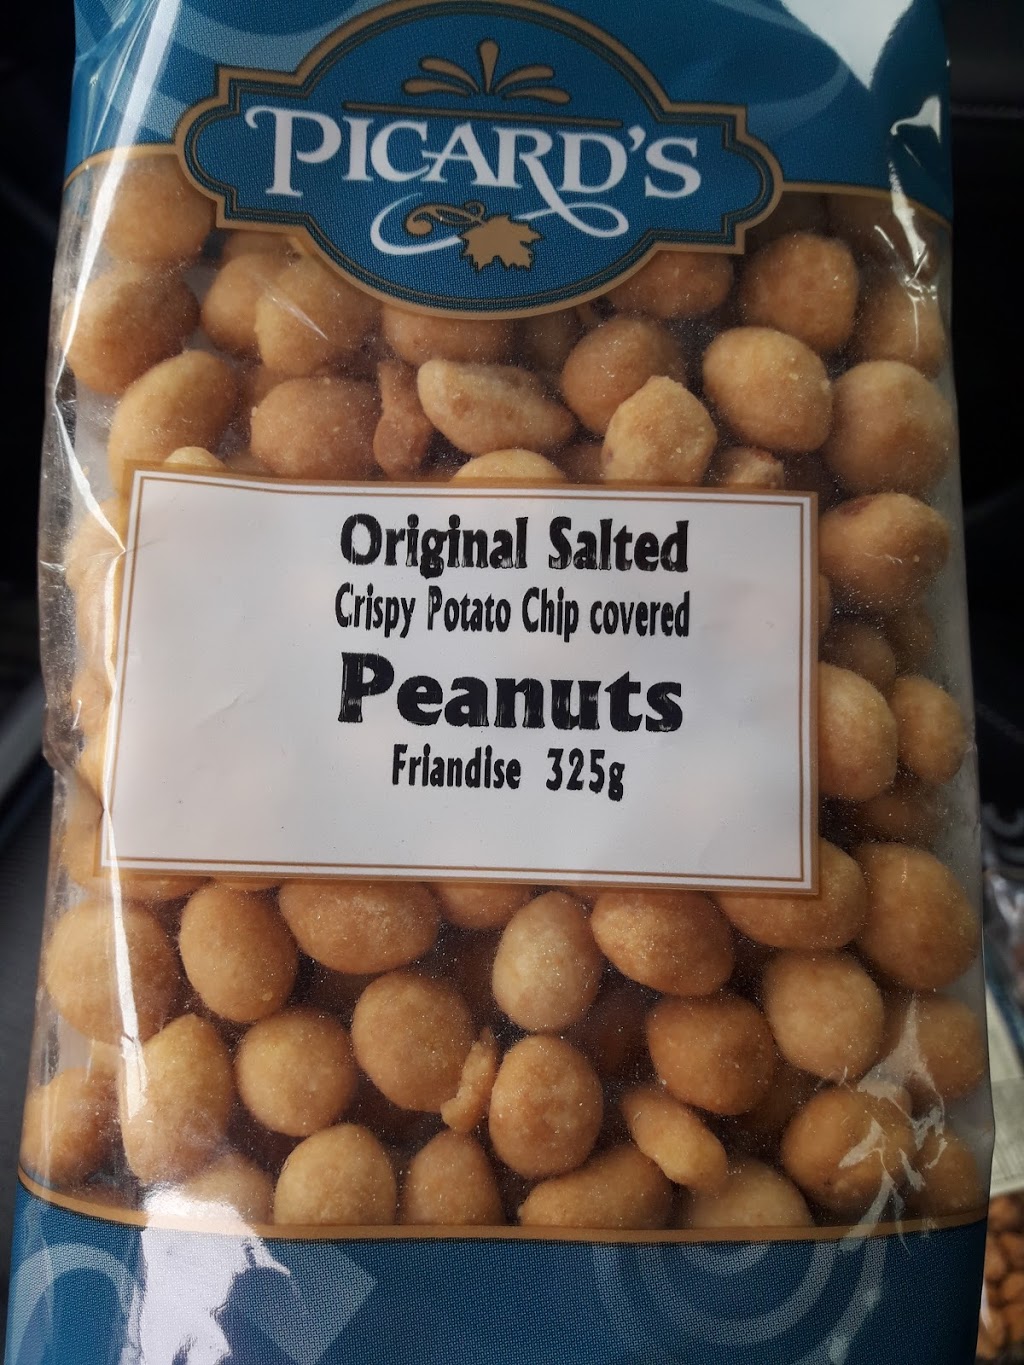 PICARD'S
Original Salted
Crispy Potato Chip covered
Peanuts
Friandise 325g